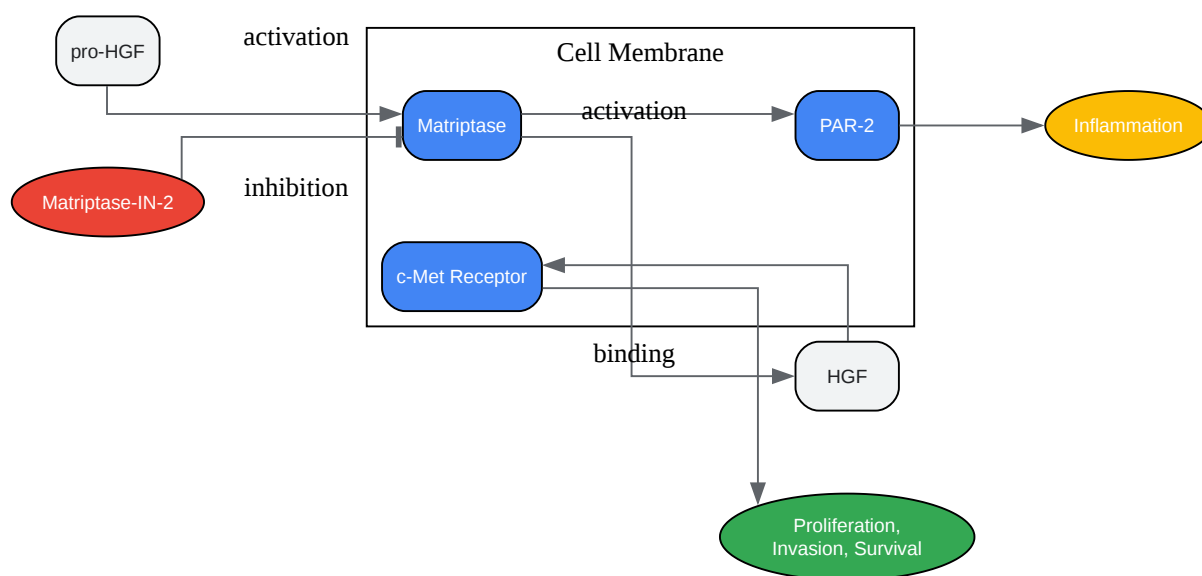 pro-HGF
activation
Cell Membrane
Matriptase
activation
PAR-2
Inflammation
inhibition
Matriptase-IN-2
c-Met Receptor
binding
HGF
Proliferation,
Invasion, Survival